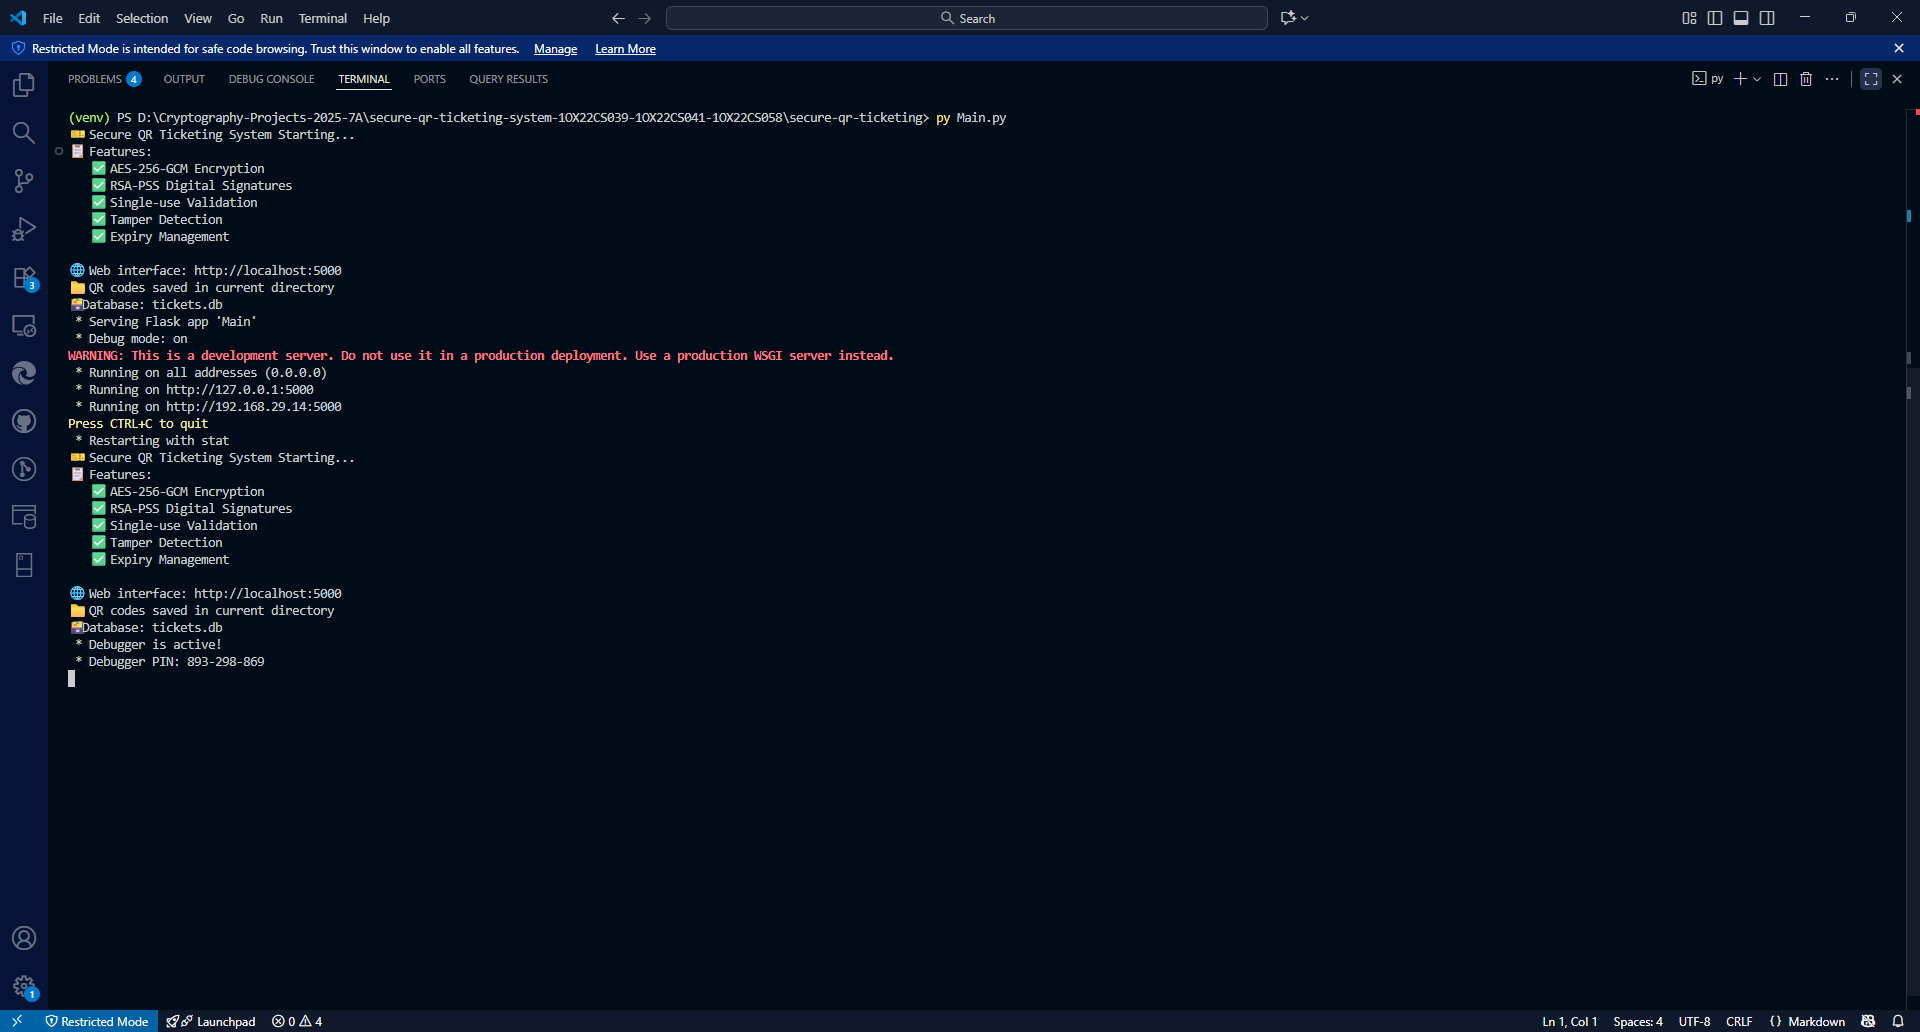 File Edit Selection View Go Run Terminal Help
Search
Restricted Mode is intended for safe code browsing. Trust this window to enable all features. Manage Learn More
PROBLEMS 4 OUTPUT DEBUG CONSOLE TERMINAL PORTS QUERY RESULTS
py
(venv) PS D:\Cryptography-Projects-2025-7A\secure-qr-ticketing-system-1OX22CS039-1OX22CS041-1OX22CS058\secure-qr-ticketing> py Main.py
🎫 Secure QR Ticketing System Starting...
📋 Features:
✅ AES-256-GCM Encryption
✅ RSA-PSS Digital Signatures
✅ Single-use Validation
✅ Tamper Detection
✅ Expiry Management
🌐 Web interface: http://localhost:5000
📁 QR codes saved in current directory
🗃️Database: tickets.db
* Serving Flask app 'Main'
* Debug mode: on
WARNING: This is a development server. Do not use it in a production deployment. Use a production WSGI server instead.
* Running on all addresses (0.0.0.0)
* Running on http://127.0.0.1:5000
* Running on http://192.168.29.14:5000
Press CTRL+C to quit
* Restarting with stat
🎫 Secure QR Ticketing System Starting...
📋 Features:
✅ AES-256-GCM Encryption
✅ RSA-PSS Digital Signatures
✅ Single-use Validation
✅ Tamper Detection
✅ Expiry Management
🌐 Web interface: http://localhost:5000
📁 QR codes saved in current directory
🗃️Database: tickets.db
* Debugger is active!
* Debugger PIN: 893-298-869
3
1
Restricted Mode Launchpad 0 4 Ln 1, Col 1 Spaces: 4 UTF-8 CRLF {} Markdown